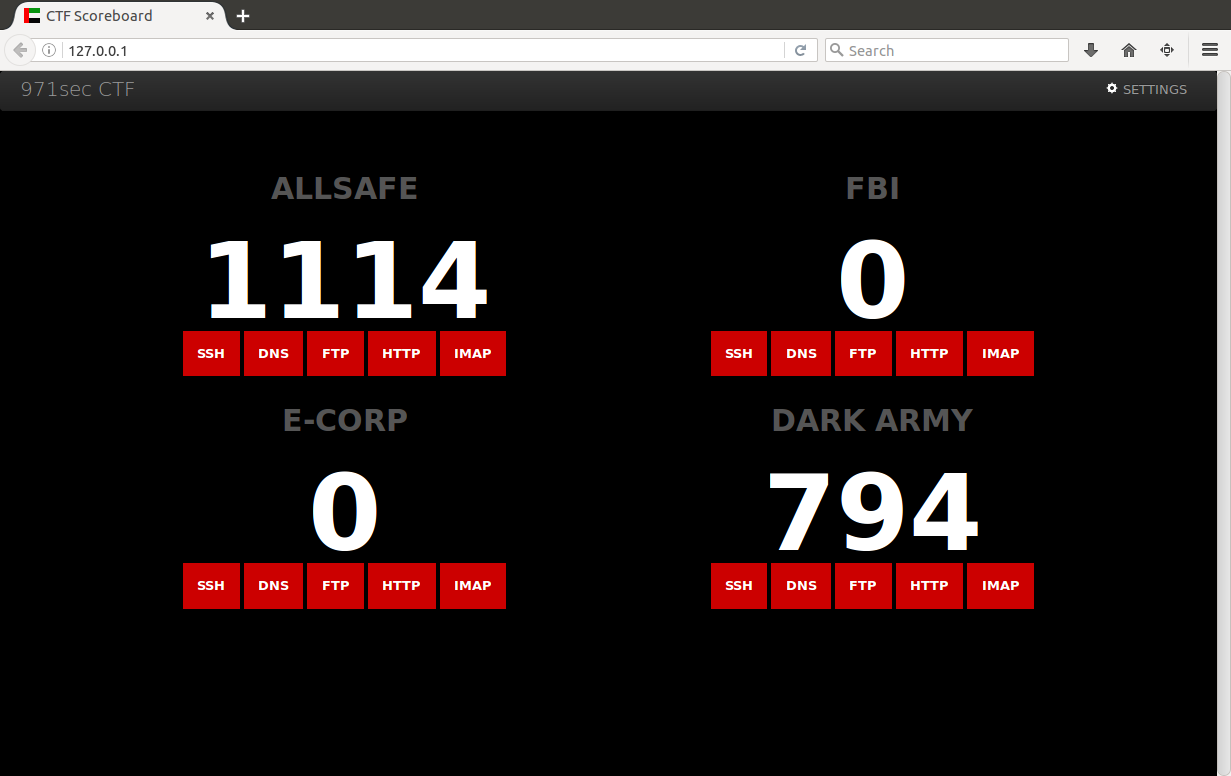 CTF Scoreboard
127.0.0.1
Search
971sec CTF
SETTINGS
ALLSAFE
FBI
1114
0
SSH DNS FTP HTTP IMAP
SSH DNS FTP HTTP IMAP
E-CORP
DARK ARMY
0
794
SSH DNS FTP HTTP IMAP
SSH DNS FTP HTTP IMAP